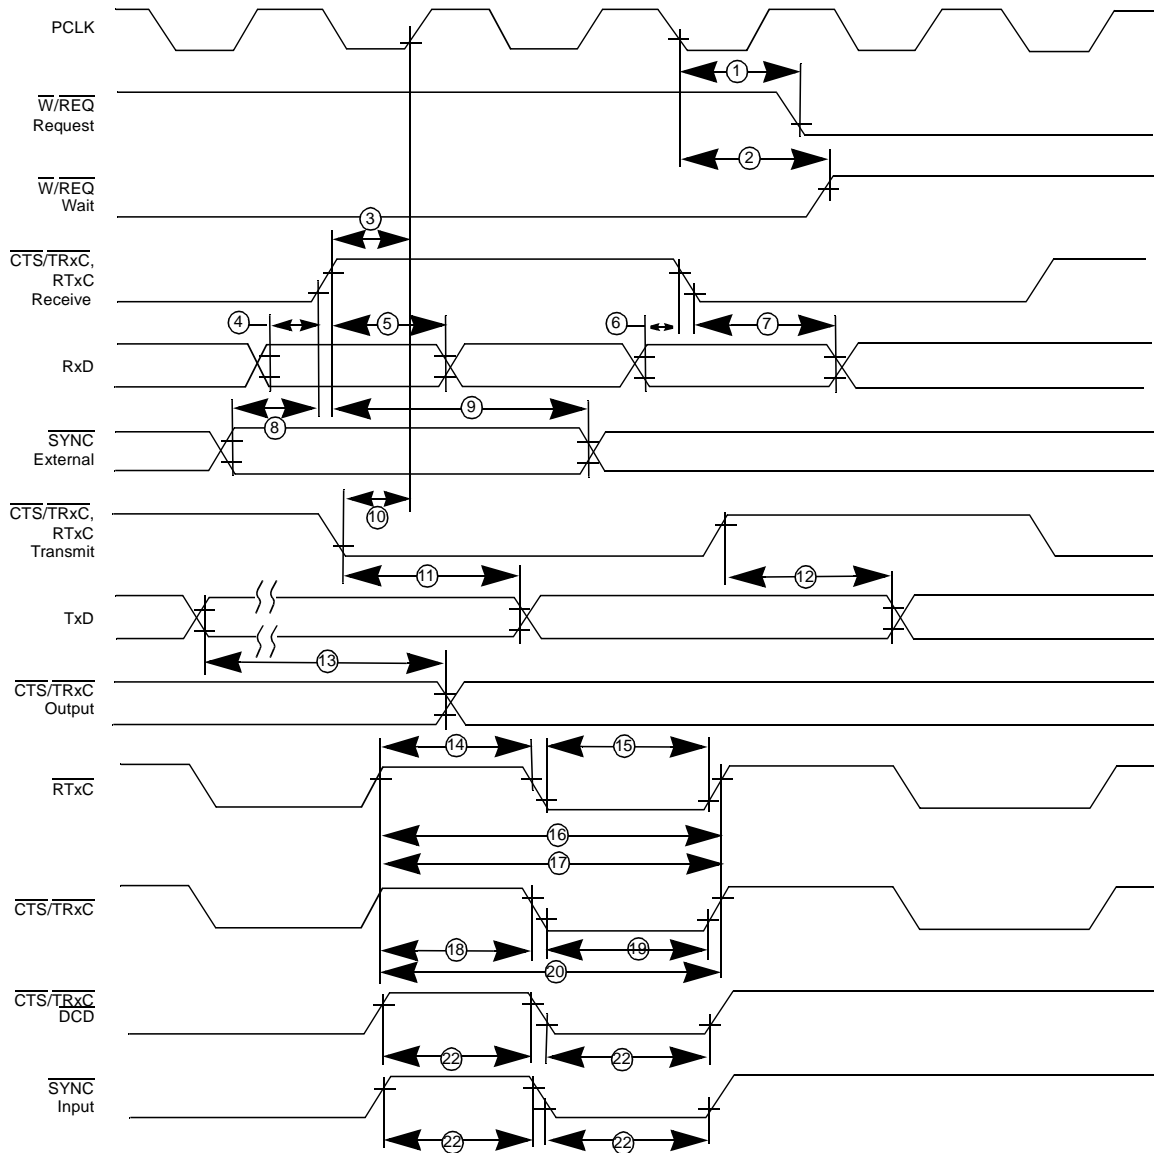 PCLK
1
W/REQ
Request
2
W/REQ
Wait
3
CTS/TRxC,
RTxC
Receive
4
5
6
7
RxD
8
9
SYNC
External
10
CTS/TRxC,
RTxC
Transmit
11
12
TxD
13
CTS/TRxC
Output
14
15
RTxC
16
17
CTS/TRxC
18
19
20
CTS/TRxC
DCD
22
22
SYNC
Input
22
22